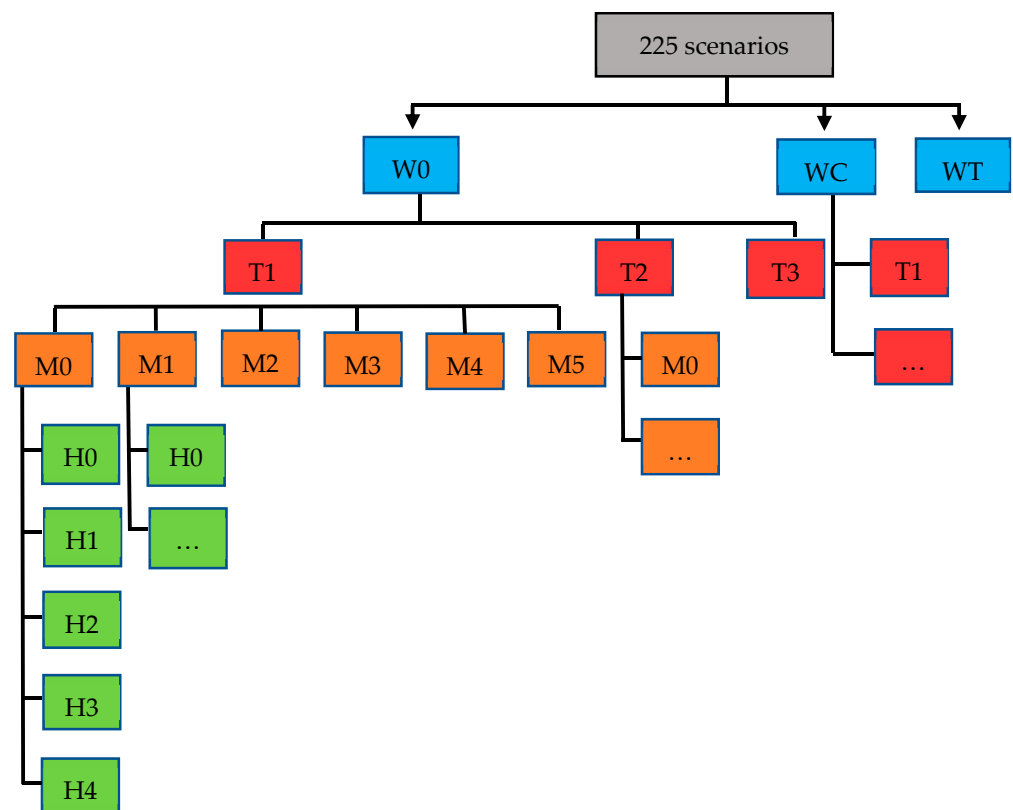 225 scenarios
W0
WC
WT
T1
T2
T3
T1
M0
M1
M2
M3
M4
M5
M0
…
H0
H0
…
H1
…
H2
H3
H4